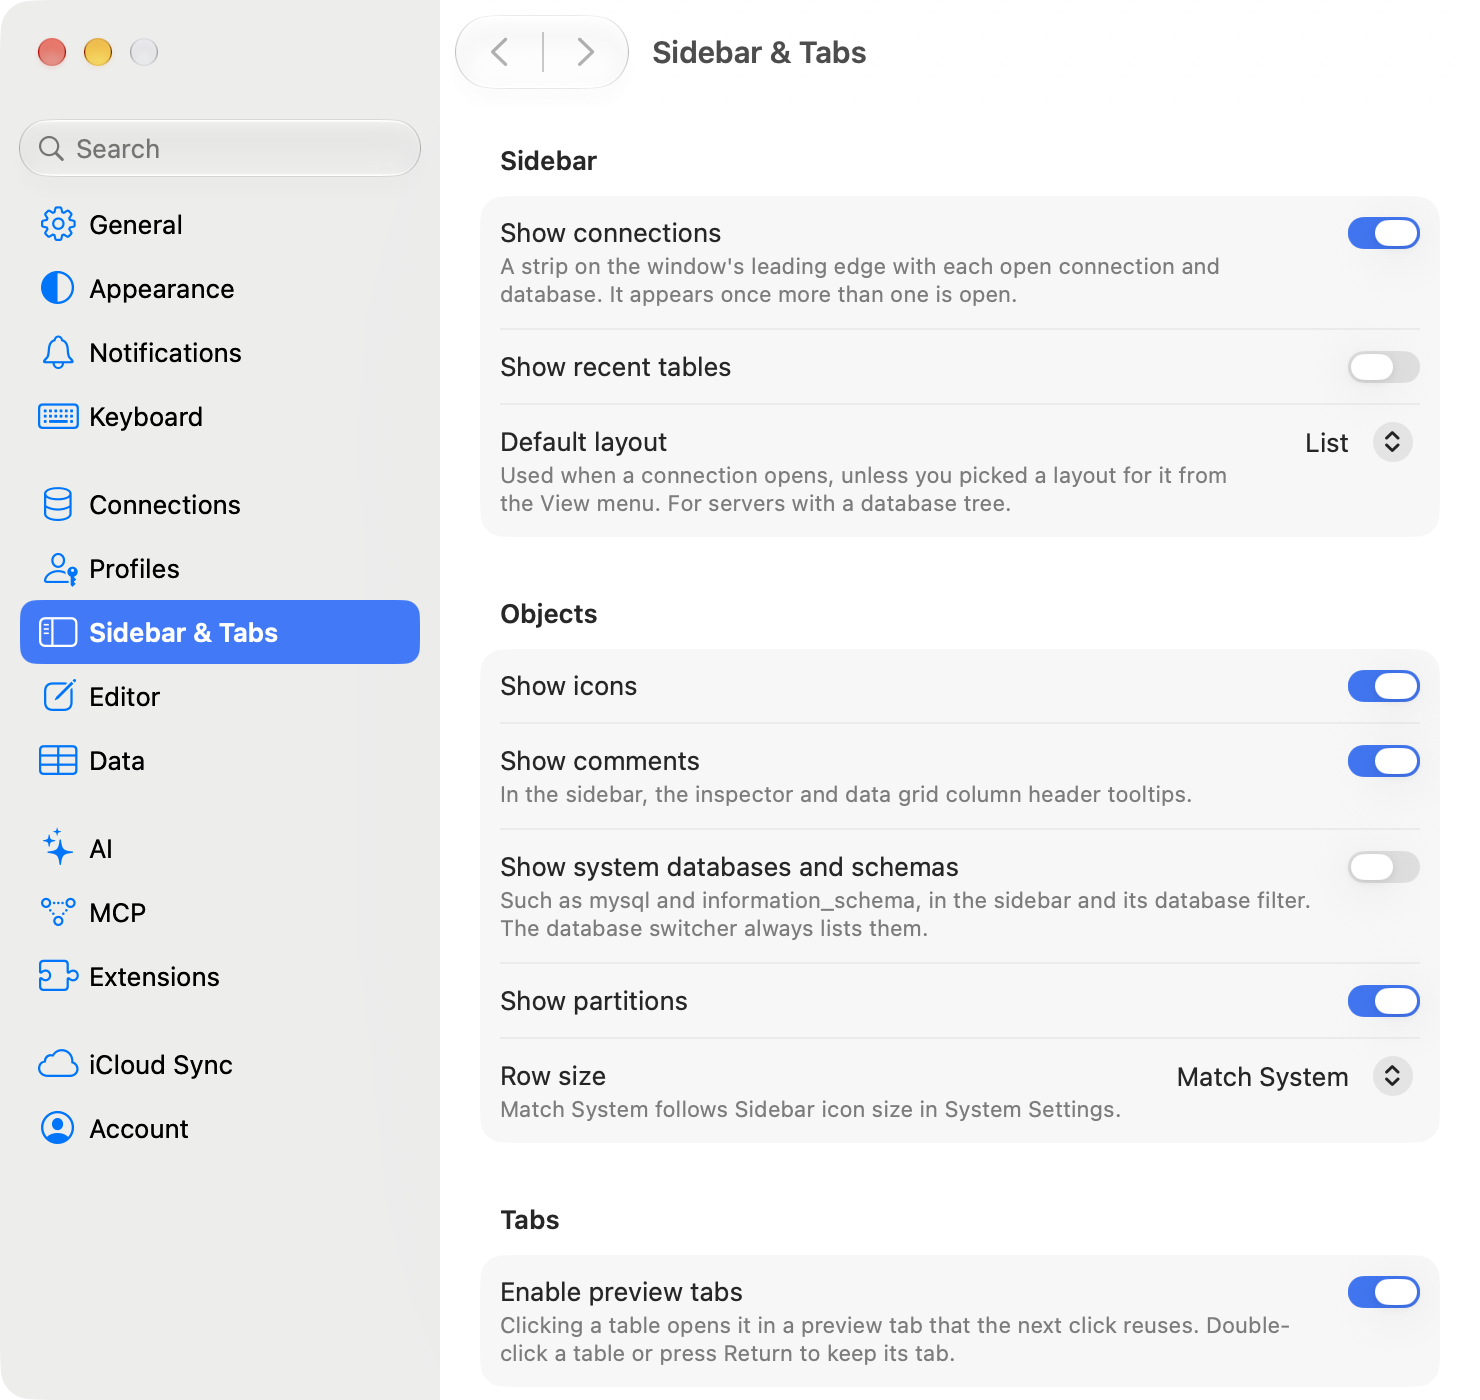 Sidebar & Tabs
Search
General
Appearance
Notifications
Keyboard
Connections
Profiles
Sidebar & Tabs
Editor
Data
AI
MCP
Extensions
iCloud Sync
Account
Sidebar
Show connections
A strip on the window's leading edge with each open connection and
database. It appears once more than one is open.
Show recent tables
Default layout
List
Used when a connection opens, unless you picked a layout for it from
the View menu. For servers with a database tree.
Objects
Show icons
Show comments
In the sidebar, the inspector and data grid column header tooltips.
Show system databases and schemas
Such as mysql and information_schema, in the sidebar and its database filter.
The database switcher always lists them.
Show partitions
Row size
Match System
Match System follows Sidebar icon size in System Settings.
Tabs
Enable preview tabs
Clicking a table opens it in a preview tab that the next click reuses. Double-
click a table or press Return to keep its tab.